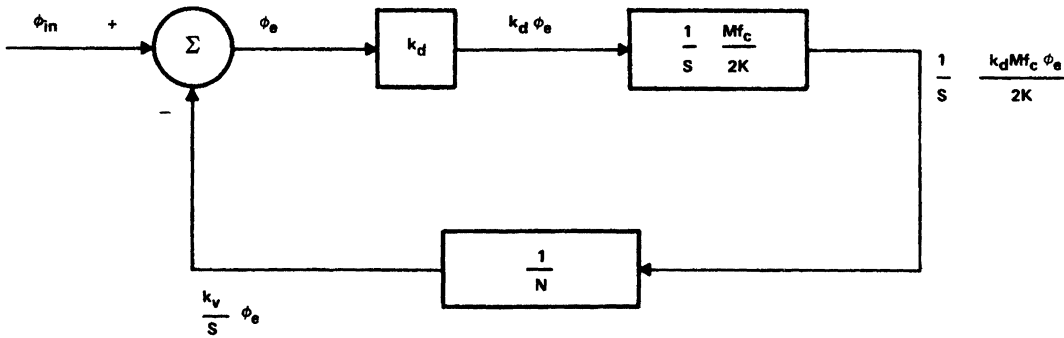 ϕin +
Σ
ϕe
kd
kd ϕe
1/S Mfc/2K
1/S kdMfc ϕe/2K
−
1/N
kv/S ϕe